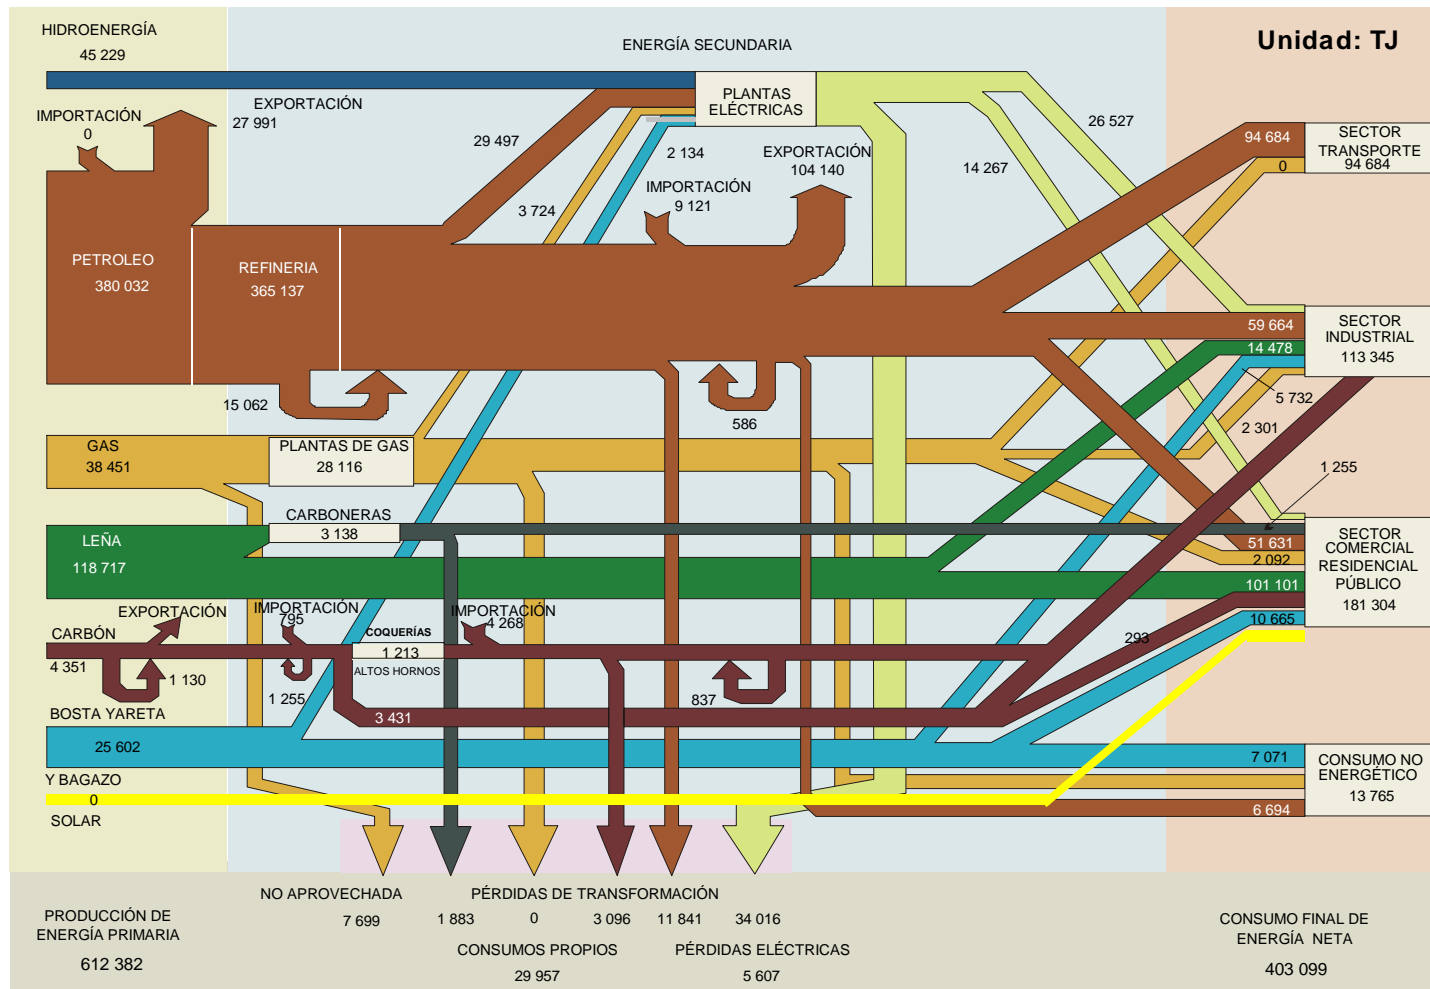 HIDROENERGÍA
45 229
ENERGÍA SECUNDARIA
Unidad: TJ
PLANTAS
ELÉCTRICAS
IMPORTACIÓN
0
EXPORTACIÓN
27 991
29 497
2 134
3 724
EXPORTACIÓN
104 140
IMPORTACIÓN
9 121
26 527
14 267
94 684
0
SECTOR
TRANSPORTE
94 684
PETROLEO
380 032
REFINERIA
365 137
15 062
586
59 664
14 478
5 732
2 301
SECTOR
INDUSTRIAL
113 345
GAS
38 451
PLANTAS DE GAS
28 116
1 255
CARBONERAS
3 138
LEÑA
118 717
51 631
2 092
101 101
10 665
293
SECTOR
COMERCIAL
RESIDENCIAL
PÚBLICO
181 304
EXPORTACIÓN
IMPORTACIÓN
795
IMPORTACIÓN
4 268
CARBÓN
4 351
1 130
1 255
COQUERÍAS
1 213
ALTOS HORNOS
837
3 431
BOSTA YARETA
25 602
Y BAGAZO
0
SOLAR
7 071
6 694
CONSUMO NO
ENERGÉTICO
13 765
NO APROVECHADA
7 699
PÉRDIDAS DE TRANSFORMACIÓN
1 883
0
3 096
11 841
34 016
CONSUMOS PROPIOS
29 957
PÉRDIDAS ELÉCTRICAS
5 607
PRODUCCIÓN DE
ENERGÍA PRIMARIA
612 382
CONSUMO FINAL DE
ENERGÍA NETA
403 099